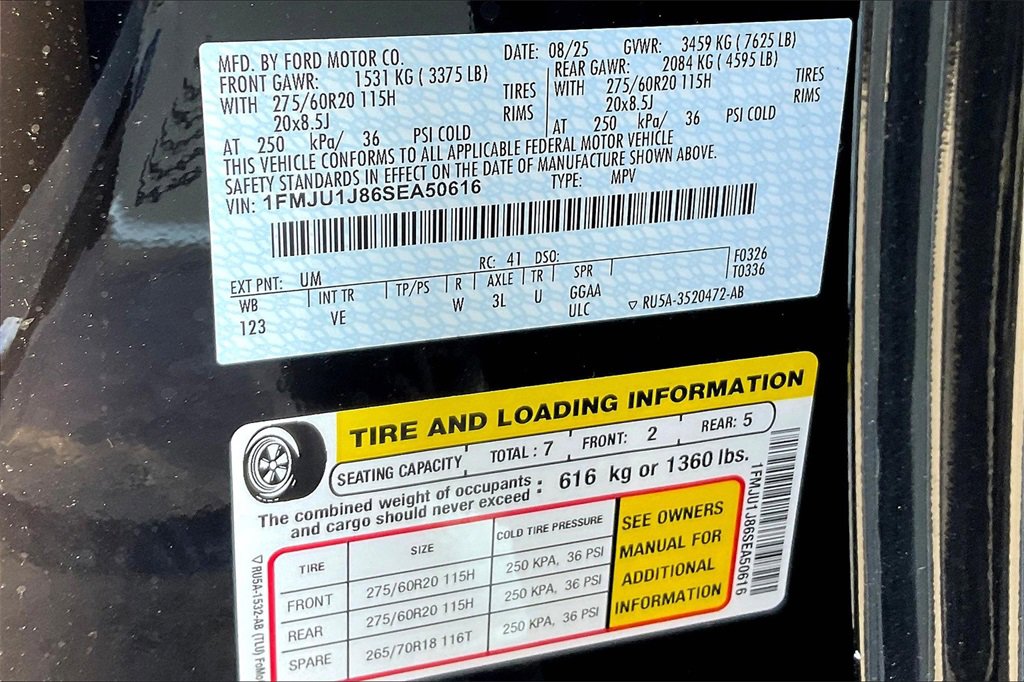 MFD. BY FORD MOTOR CO. DATE: 08/25 GVWR: 3459 KG ( 7625 LB)
FRONT GAWR: 1531 KG ( 3375 LB) REAR GAWR: 2084 KG ( 4595 LB)
WITH 275/60R20 115H TIRES WITH 275/60R20 115H TIRES
20x8.5J RIMS 20x8.5J RIMS
AT 250 kPa/ 36 PSI COLD AT 250 kPa/ 36 PSI COLD
THIS VEHICLE CONFORMS TO ALL APPLICABLE FEDERAL MOTOR VEHICLE
SAFETY STANDARDS IN EFFECT ON THE DATE OF MANUFACTURE SHOWN ABOVE.
VIN: 1FMJU1J86SEA50616 TYPE: MPV
EXT PNT: UM RC: 41 DSO: F0326
WB INT TR TP/PS R AXLE TR SPR T0336
123 VE W 3L U GGAA
ULC ▽ RU5A-3520472-AB
TIRE AND LOADING INFORMATION
SEATING CAPACITY TOTAL : 7 FRONT: 2 REAR: 5
The combined weight of occupants
and cargo should never exceed : 616 kg or 1360 lbs.
TIRE SIZE COLD TIRE PRESSURE
FRONT 275/60R20 115H 250 KPA, 36 PSI
REAR 275/60R20 115H 250 KPA, 36 PSI
SPARE 265/70R18 116T 250 KPA, 36 PSI
SEE OWNERS
MANUAL FOR
ADDITIONAL
INFORMATION
1FMJU1J86SEA50616
▽ RU5A-1532-AB (TLU) FoMo